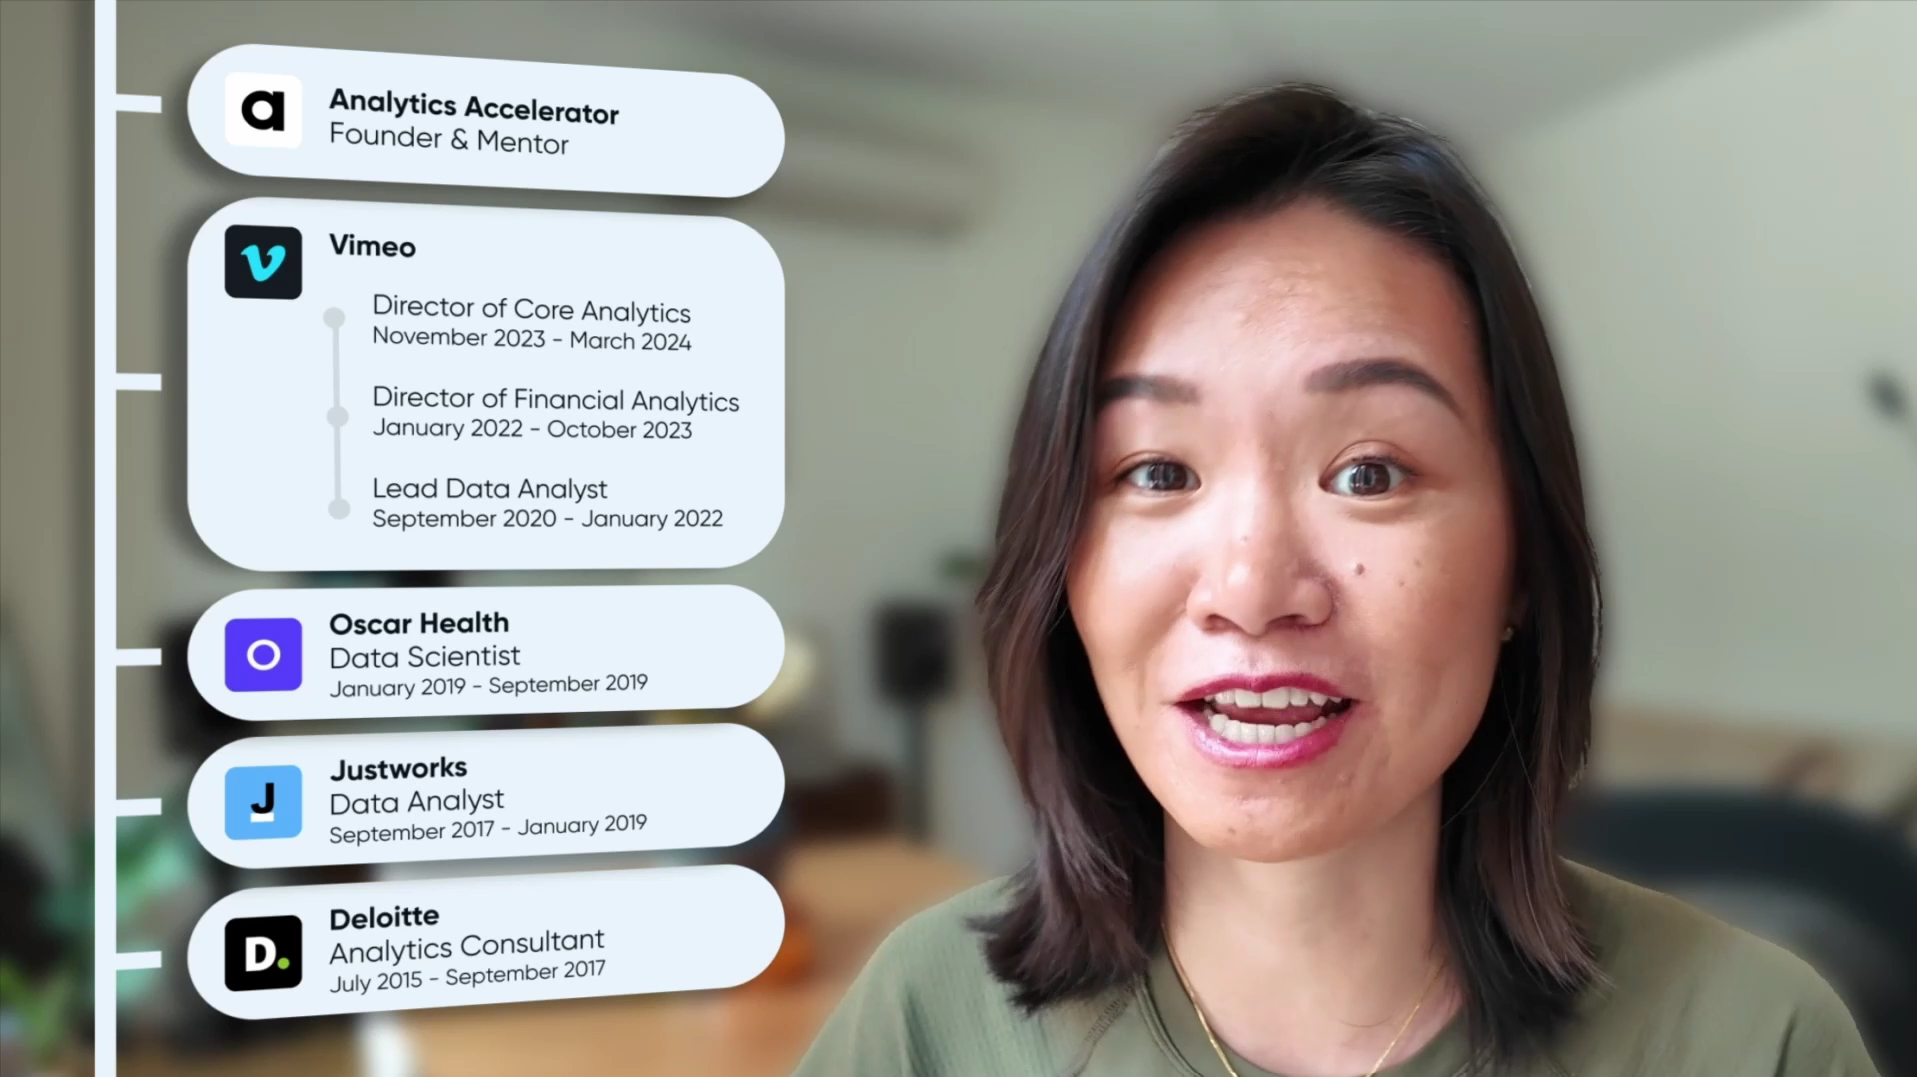 a
Analytics Accelerator
Founder & Mentor
Vimeo
Director of Core Analytics
November 2023 - March 2024
Director of Financial Analytics
January 2022 - October 2023
Lead Data Analyst
September 2020 - January 2022
Oscar Health
Data Scientist
January 2019 - September 2019
J
Justworks
Data Analyst
September 2017 - January 2019
D.
Deloitte
Analytics Consultant
July 2015 - September 2017